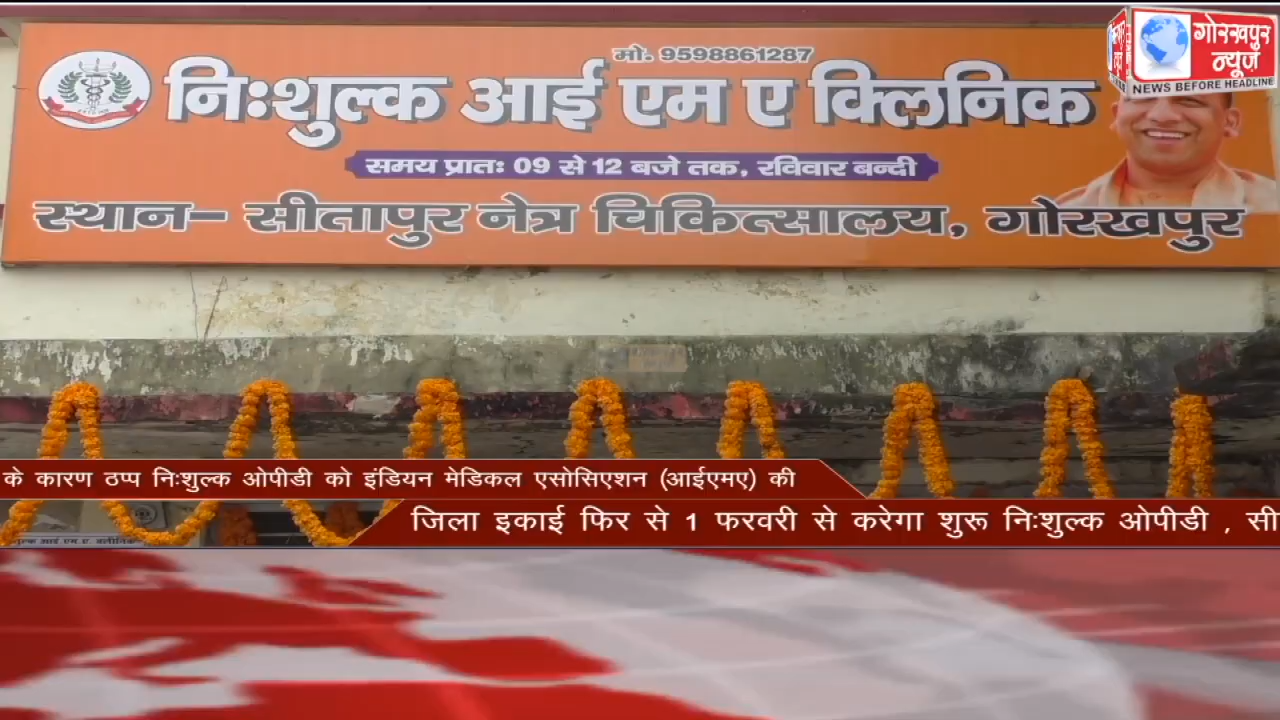 मो. 9598861287
निःशुल्क आई एम ए क्लिनिक
समय प्रातः 09 से 12 बजे तक, रविवार बन्दी
स्थान- सीतापुर नेत्र चिकित्सालय, गोरखपुर
गोरखपुर
न्यूज़
NEWS BEFORE HEADLINE
के कारण ठप्प निःशुल्क ओपीडी को इंडियन मेडिकल एसोसिएशन (आईएमए) की
जिला इकाई फिर से 1 फरवरी से करेगा शुरू निःशुल्क ओपीडी , सी